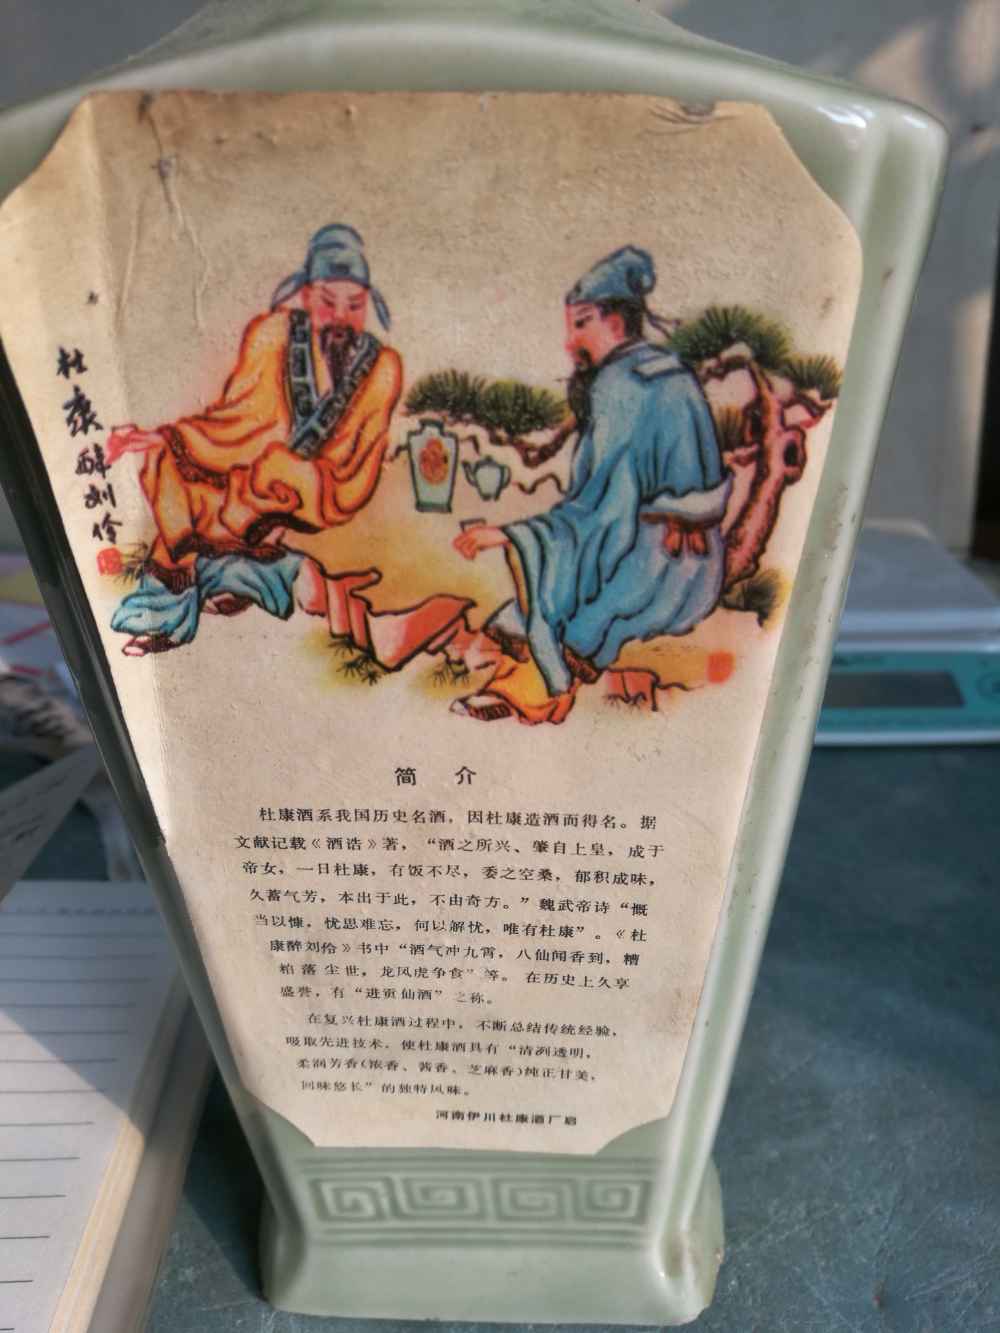 杜康醉刘伶
简 介
杜康酒系我国历史名酒，因杜康造酒而得名。据
文献记载《酒诰》著，“酒之所兴、肇自上皇，成于
帝女，一曰杜康，有饭不尽，委之空桑，郁积成味，
久蓄气芳，本出于此，不由奇方。”魏武帝诗“慨
当以慷，忧思难忘，何以解忧，唯有杜康”。《杜
康醉刘伶》书中“酒气冲九霄，八仙闻香到，糟
粕落尘世，龙凤虎争食”等。在历史上久享
盛誉，有“进贡仙酒”之称。
在复兴杜康酒过程中，不断总结传统经验，
吸取先进技术，使杜康酒具有“清冽透明，
柔润芳香(浓香、酱香、芝麻香)纯正甘美，
回味悠长”的独特风味。
河南伊川杜康酒厂启